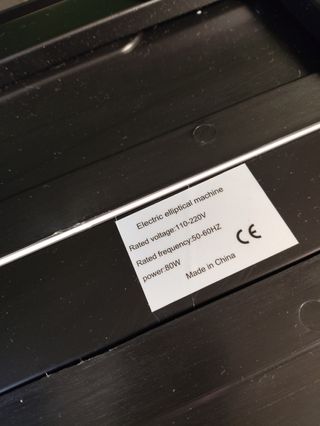 Electric elliptical machine
Rated voltage:110-220V
Rated frequency:50-60HZ
power:80W
CE
Made in China